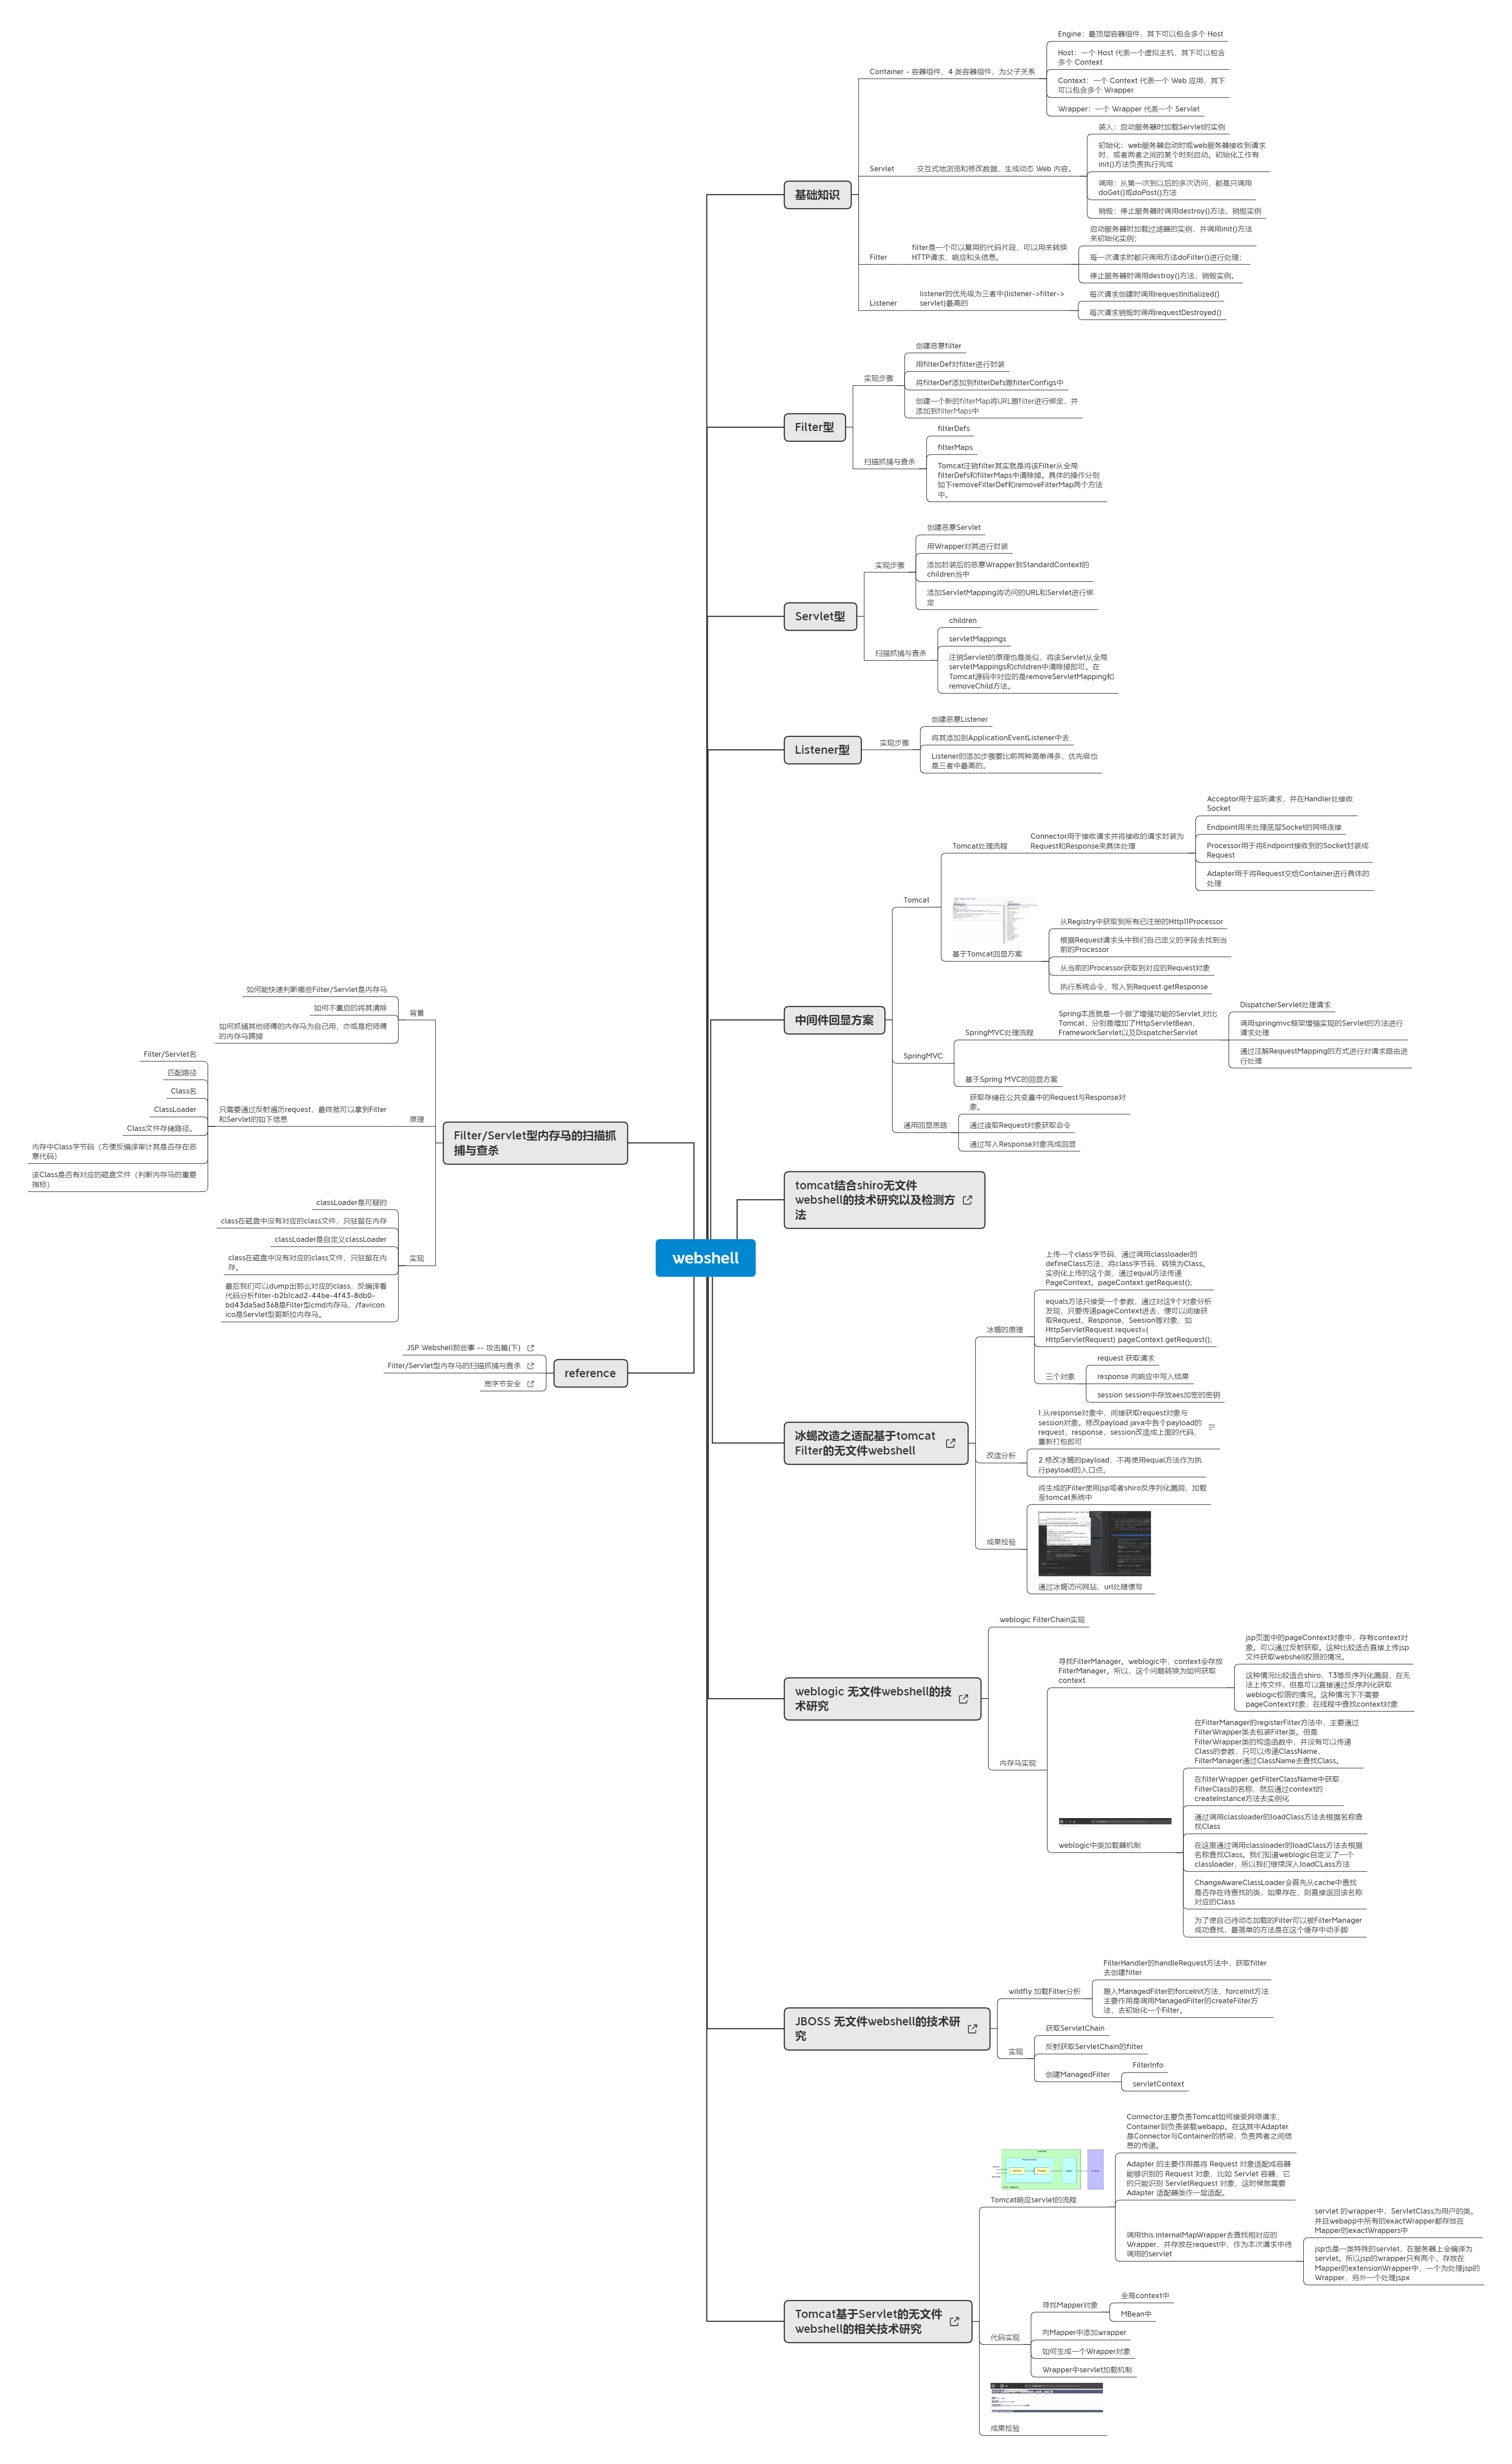 webshell
基础知识
Container - 容器组件，4 类容器组件，为父子关系
Engine：最顶层容器组件，其下可以包含多个 Host
Host：一个 Host 代表一个虚拟主机，其下可以包含
多个 Context
Context：一个 Context 代表一个 Web 应用，其下
可以包含多个 Wrapper
Wrapper：一个 Wrapper 代表一个 Servlet
Servlet
交互式地浏览和修改数据，生成动态 Web 内容。
装入：启动服务器时加载Servlet的实例
初始化：web服务器启动时或web服务器接收到请求
时，或者两者之间的某个时刻启动。初始化工作有
init()方法负责执行完成
调用：从第一次到以后的多次访问，都是只调用
doGet()或doPost()方法
销毁：停止服务器时调用destroy()方法，销毁实例
Filter
filter是一个可以复用的代码片段，可以用来转换
HTTP请求、响应和头信息。
启动服务器时加载过滤器的实例，并调用init()方法
来初始化实例；
每一次请求时都只调用方法doFilter()进行处理；
停止服务器时调用destroy()方法，销毁实例。
Listener
listener的优先级为三者中(listener->filter->
servlet)最高的
每次请求创建时调用requestInitialized()
每次请求销毁时调用requestDestroyed()
Filter型
实现步骤
创建恶意filter
用filterDef对filter进行封装
将filterDef添加到filterDefs跟filterConfigs中
创建一个新的filterMap将URL跟filter进行绑定，并
添加到filterMaps中
扫描抓捕与查杀
filterDefs
filterMaps
Tomcat注销filter其实就是将该Filter从全局
filterDefs和filterMaps中清除掉。具体的操作分别
如下removeFilterDef和removeFilterMap两个方法
中。
Servlet型
实现步骤
创建恶意Servlet
用Wrapper对其进行封装
添加封装后的恶意Wrapper到StandardContext的
children当中
添加ServletMapping将访问的URL和Servlet进行绑
定
扫描抓捕与查杀
children
servletMappings
注销Servlet的原理也是类似，将该Servlet从全局
servletMappings和children中清除掉即可。在
Tomcat源码中对应的是removeServletMapping和
removeChild方法。
Listener型
实现步骤
创建恶意Listener
将其添加到ApplicationEventListener中去
Listener的添加步骤要比前两种简单得多，优先级也
是三者中最高的。
中间件回显方案
Tomcat
Tomcat处理流程
Connector用于接收请求并将接收的请求封装为
Request和Response来具体处理
Acceptor用于监听请求，并在Handler处接收
Socket
Endpoint用来处理底层Socket的网络连接
Processor用于将Endpoint接收到的Socket封装成
Request
Adapter用于将Request交给Container进行具体的
处理
基于Tomcat回显方案
从Registry中获取到所有已注册的Http11Processor
根据Request请求头中我们自己定义的字段去找到当
前的Processor
从当前的Processor获取到对应的Request对象
执行系统命令，写入到Request.getResponse
SpringMVC
SpringMVC处理流程
Spring本质就是一个做了增强功能的Servlet,对比
Tomcat，分别是增加了HttpServletBean，
FrameworkServlet以及DispatcherServlet
DispatcherServlet处理请求
调用springmvc框架增强实现的Servlet的方法进行
请求处理
通过注解RequestMapping的方式进行对请求路由进
行处理
基于Spring MVC的回显方案
通用回显思路
获取存储在公共变量中的Request与Response对
象。
通过读取Request对象获取命令
通过写入Response对象完成回显
tomcat结合shiro无文件
webshell的技术研究以及检测方
法
冰蝎改造之适配基于tomcat
Filter的无文件webshell
冰蝎的原理
上传一个class字节码，通过调用classloader的
defineClass方法，将class字节码，转换为Class。
实例化上传的这个类，通过equal方法传递
PageContext。pageContext.getRequest();
equals方法只接受一个参数，通过对这9个对象分析
发现，只要传递pageContext进去，便可以间接获
取Request，Response，Seesion等对象，如
HttpServletRequest request=(
HttpServletRequest) pageContext.getRequest();
三个对象
request 获取请求
response 向响应中写入结果
session session中存放aes加密的密钥
改造分析
1.从response对象中，间接获取request对象与
session对象。修改payload.java中各个payload的
request，response，session改造成上面的代码，
重新打包即可
2.修改冰蝎的payload，不再使用equal方法作为执
行payload的入口点。
成果检验
将生成的Filter使用jsp或者shiro反序列化漏洞，加载
至tomcat系统中
通过冰蝎访问网站，url处随便写
weblogic 无文件webshell的技
术研究
weblogic FilterChain实现
内存马实现
寻找FilterManager。weblogic中，context会存放
FilterManager。所以，这个问题转换为如何获取
context
jsp页面中的pageContext对象中，存有context对
象。可以通过反射获取。这种比较适合直接上传jsp
文件获取webshell权限的情况。
这种情况比较适合shiro，T3等反序列化漏洞，在无
法上传文件，但是可以直接通过反序列化获取
weblogic权限的情况。这种情况下不需要
pageContext对象，在线程中查找context对象
weblogic中类加载器机制
在FilterManager的registerFilter方法中，主要通过
FilterWrapper类去包装Filter类。但是
FilterWrapper类的构造函数中，并没有可以传递
Class的参数，只可以传递ClassName，
FilterManager通过ClassName去查找Class。
在filterWrapper.getFilterClassName中获取
FilterClass的名称，然后通过context的
createInstance方法去实例化
通过调用classloader的loadClass方法去根据名称查
找Class
在这里通过调用classloader的loadClass方法去根据
名称查找Class。我们知道weblogic自定义了一个
classloader，所以我们继续深入loadCLass方法
ChangeAwareClassLoader会首先从cache中查找
是否存在待查找的类，如果存在，则直接返回该名称
对应的Class
为了使自己待动态加载的Filter可以被FilterManager
成功查找，最简单的方法是在这个缓存中动手脚
JBOSS 无文件webshell的技术研
究
wildfly 加载Filter分析
FilterHandler的handleRequest方法中，获取filter
去创建filter
跟入ManagedFilter的forceInit方法，forceInit方法
主要作用是调用ManagedFilter的createFilter方
法，去初始化一个Filter。
实现
获取ServletChain
反射获取ServletChain的filter
创建ManagedFilter
FilterInfo
servletContext
Tomcat基于Servlet的无文件
webshell的相关技术研究
Tomcat响应servlet的流程
Connector主要负责Tomcat如何接受网络请求，
Container则负责装载webapp。在这其中Adapter
是Connector与Container的桥梁，负责两者之间信
息的传递。
Adapter 的主要作用是将 Request 对象适配成容器
能够识别的 Request 对象，比如 Servlet 容器，它
的只能识别 ServletRequest 对象，这时候就需要
Adapter 适配器类作一层适配。
调用this.internalMapWrapper去查找相对应的
Wrapper，并存放在request中，作为本次请求中待
调用的servlet
servlet 的wrapper中，ServletClass为用户的类。
并且webapp中所有的exactWrapper都存放在
Mapper的exactWrappers中
jsp也是一类特殊的servlet，在服务器上会编译为
servlet。所以jsp的wrapper只有两个，存放在
Mapper的extensionWrapper中，一个为处理jsp的
Wrapper，另外一个处理jspx
代码实现
寻找Mapper对象
全局context中
MBean中
向Mapper中添加wrapper
如何生成一个Wrapper对象
Wrapper中servlet加载机制
成果检验
Filter/Servlet型内存马的扫描抓
捕与查杀
背景
如何能快速判断哪些Filter/Servlet是内存马
如何不重启的将其清除
如何抓铺其他师傅的内存马为自己用，亦或是把师傅
的内存马踢掉
原理
只需要通过反射遍历request，最终就可以拿到Filter
和Servlet的如下信息
Filter/Servlet名
匹配路径
Class名
ClassLoader
Class文件存储路径。
内存中Class字节码（方便反编译审计其是否存在恶
意代码）
该Class是否有对应的磁盘文件（判断内存马的重要
指标）
实现
classLoader是可疑的
class在磁盘中没有对应的class文件，只驻留在内存
classLoader是自定义classLoader
class在磁盘中没有对应的class文件，只驻留在内
存。
最后我们可以dump出那么对应的class，反编译看
代码分析filter-b2b1cad2-44be-4f43-8db0-
bd43da5ad368是Filter型cmd内存马，/favicon.
ico是Servlet型哥斯拉内存马。
reference
JSP Webshell那些事 -- 攻击篇(下)
Filter/Servlet型内存马的扫描抓捕与查杀
宽字节安全